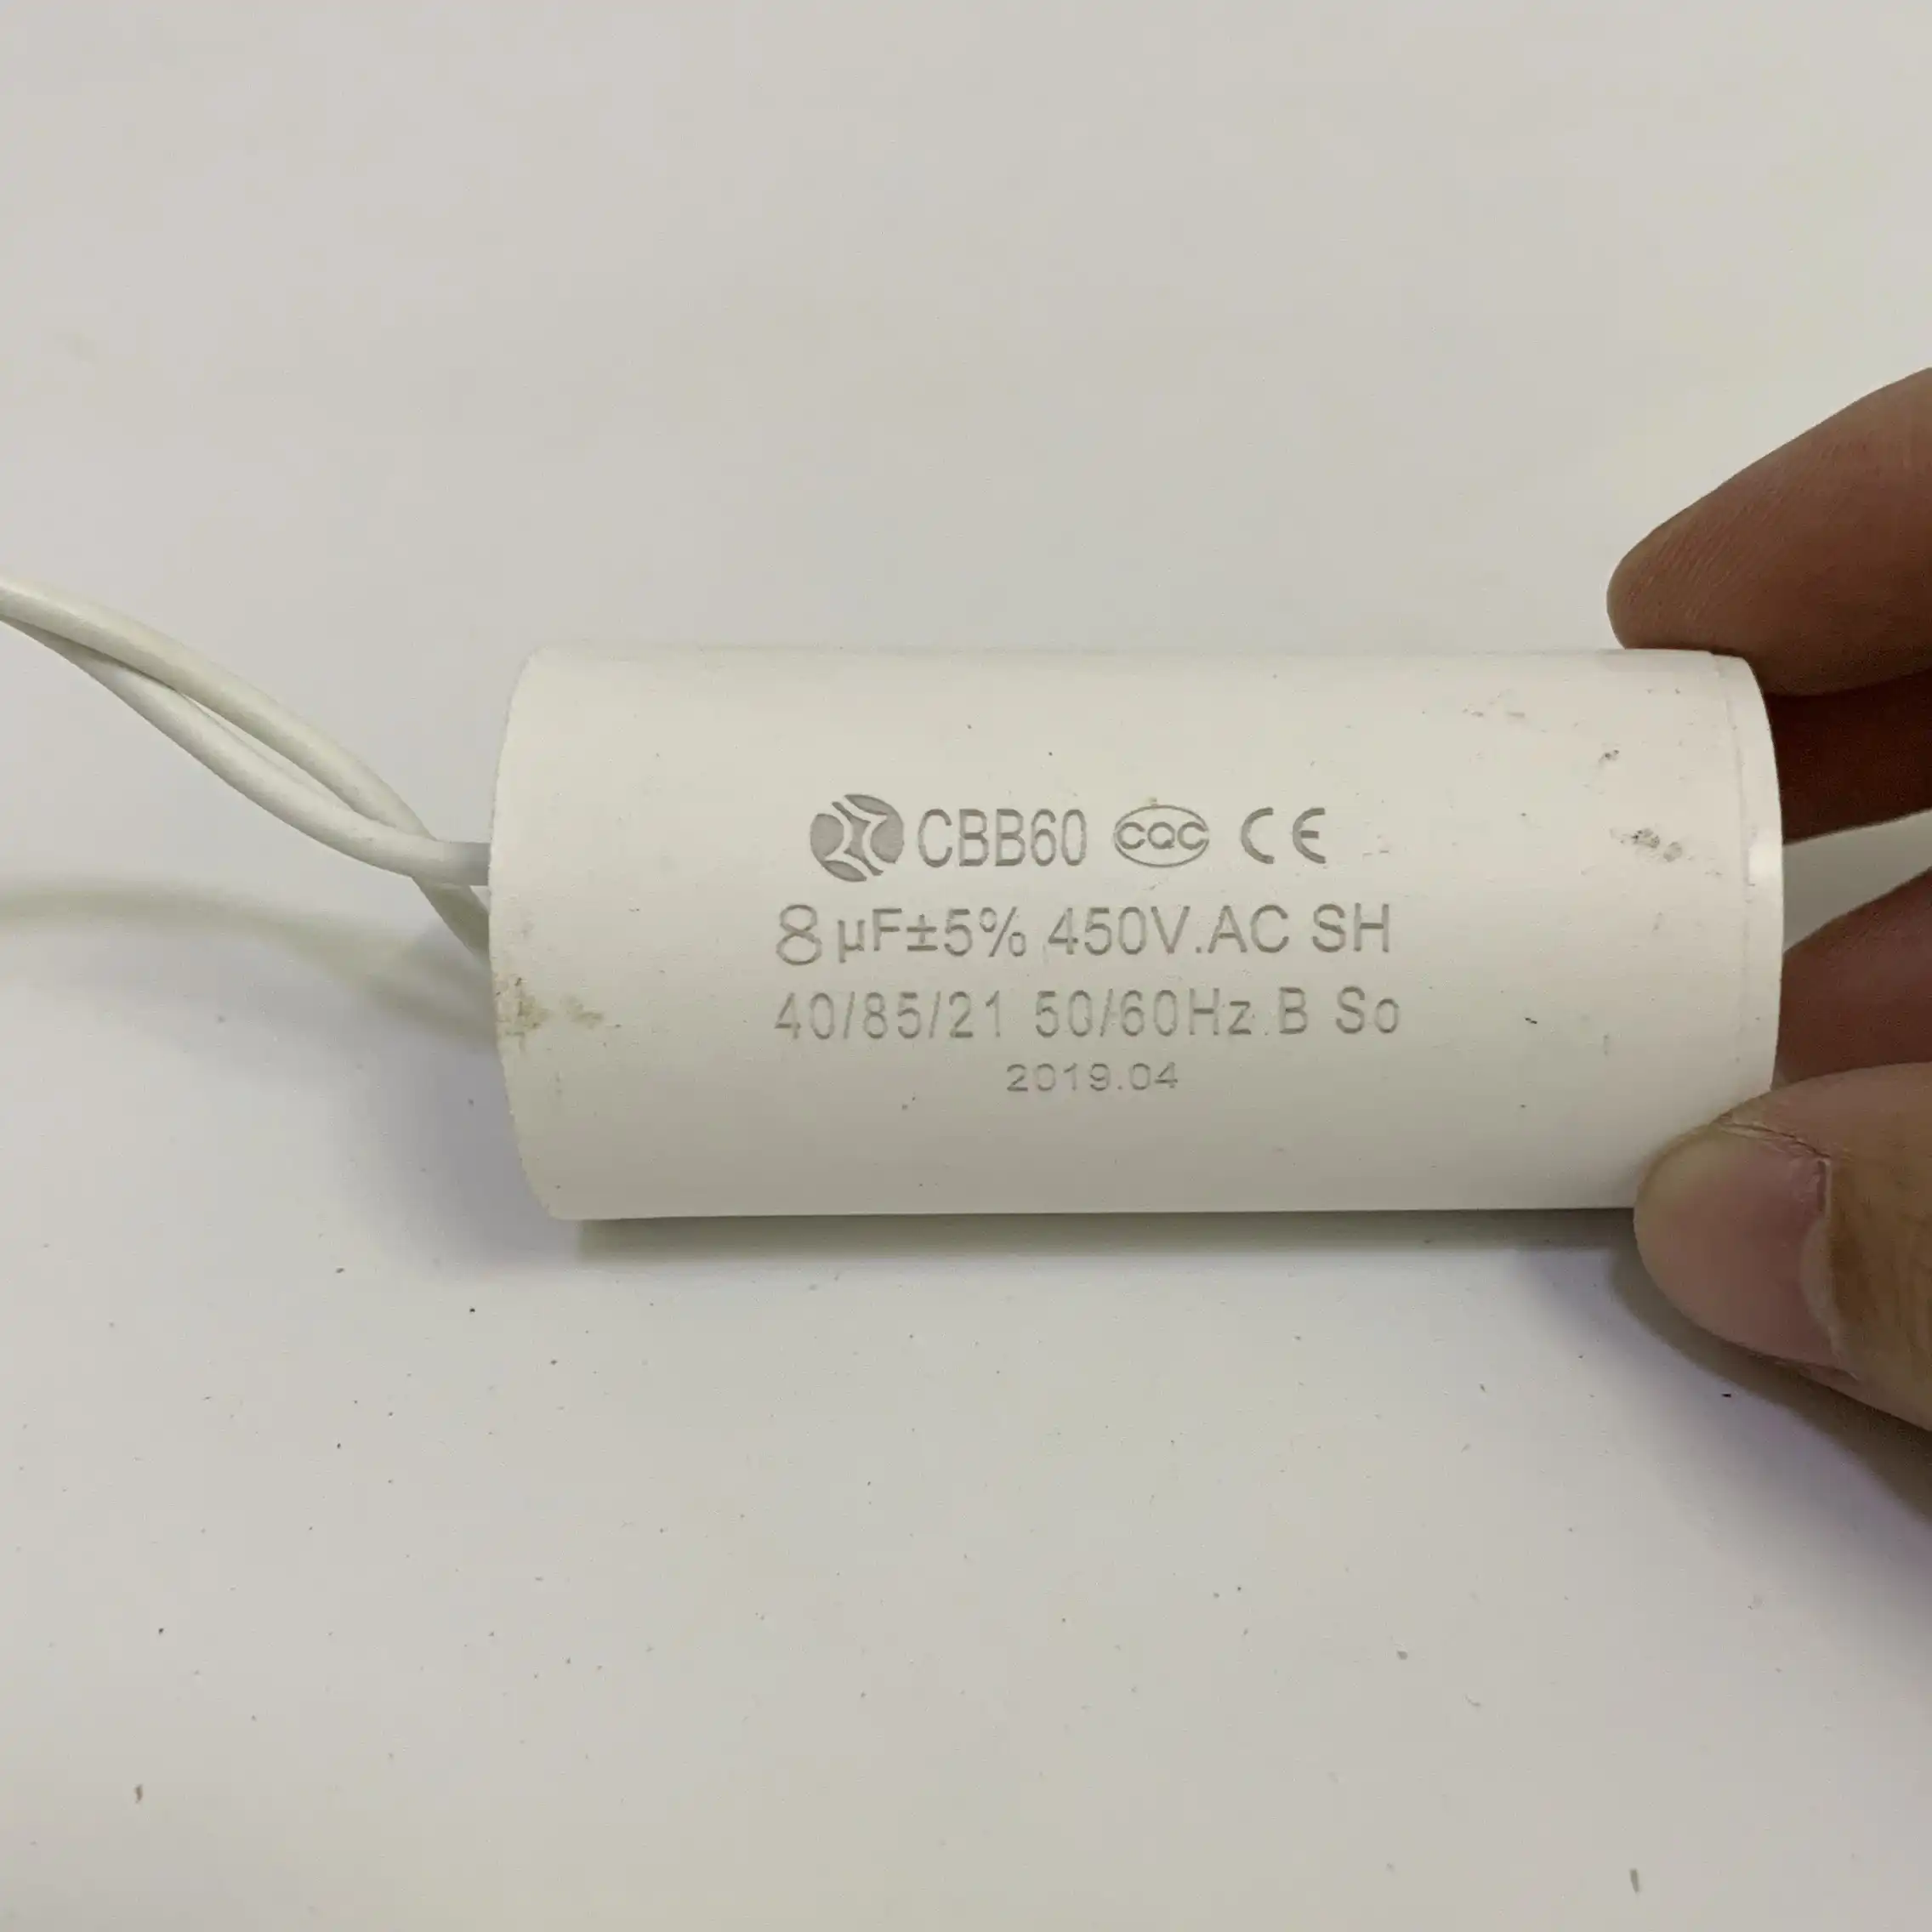 CBB60 CQC CE
8 µF±5% 450V.AC SH
40/85/21 50/60Hz B So
2019.04